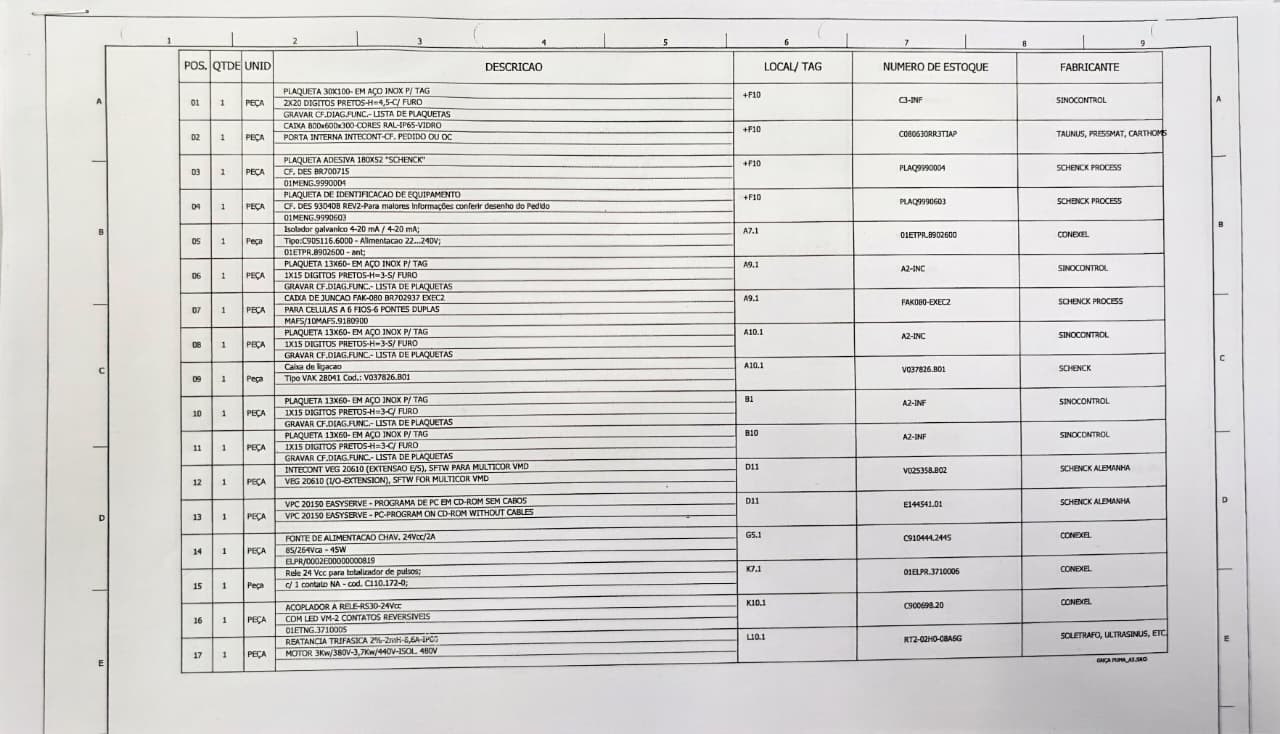 1 2 3 4 5 6 7 8 9
POS. QTDE UNID DESCRICAO LOCAL/ TAG NUMERO DE ESTOQUE FABRICANTE
A A
PLAQUETA 30X100- EM AÇO INOX P/ TAG
01 1 PEÇA 2X20 DIGITOS PRETOS-H=4,5-C/ FURO +F10 C3-INF SINOCONTROL
GRAVAR CF.DIAG.FUNC.- LISTA DE PLAQUETAS
CAIXA 800x600x300-CORES RAL-IP65-VIDRO
02 1 PEÇA PORTA INTERNA INTECONT-CF. PEDIDO OU OC +F10 C080630RR3TIAP TAUNUS, PRESSMAT, CARTHOMS
PLAQUETA ADESIVA 180X52 "SCHENCK"
03 1 PEÇA CF. DES BR700715 +F10 PLAQ9990004 SCHENCK PROCESS
01MENG.9990004
PLAQUETA DE IDENTIFICACAO DE EQUIPAMENTO
04 1 PEÇA CF. DES 930408 REV2-Para maiores informações conferir desenho do Pedido +F10 PLAQ9990603 SCHENCK PROCESS
01MENG.9990603
B B
Isolador galvanico 4-20 mA / 4-20 mA;
05 1 Peça Tipo:C905116.6000 - Alimentacao 22...240V; A7.1 01ETPR.8902600 CONEXEL
01ETPR.8902600 - ant;
PLAQUETA 13X60- EM AÇO INOX P/ TAG
06 1 PEÇA 1X15 DIGITOS PRETOS-H=3-S/ FURO A9.1 A2-INC SINOCONTROL
GRAVAR CF.DIAG.FUNC.- LISTA DE PLAQUETAS
CAIXA DE JUNCAO FAK-080 BR702937 EXEC2
07 1 PEÇA PARA CELULAS A 6 FIOS-6 PONTES DUPLAS A9.1 FAK080-EXEC2 SCHENCK PROCESS
MAFS/10MAFS.9180900
PLAQUETA 13X60- EM AÇO INOX P/ TAG
08 1 PEÇA 1X15 DIGITOS PRETOS-H=3-S/ FURO A10.1 A2-INC SINOCONTROL
GRAVAR CF.DIAG.FUNC.- LISTA DE PLAQUETAS
C C
Caixa de ligacao
09 1 Peça Tipo VAK 28041 Cod.: V037826.B01 A10.1 V037826.B01 SCHENCK
PLAQUETA 13X60- EM AÇO INOX P/ TAG
10 1 PEÇA 1X15 DIGITOS PRETOS-H=3-C/ FURO B1 A2-INF SINOCONTROL
GRAVAR CF.DIAG.FUNC.- LISTA DE PLAQUETAS
PLAQUETA 13X60- EM AÇO INOX P/ TAG
11 1 PEÇA 1X15 DIGITOS PRETOS-H=3-C/ FURO B10 A2-INF SINOCONTROL
GRAVAR CF.DIAG.FUNC.- LISTA DE PLAQUETAS
INTECONT VEG 20610 (EXTENSAO E/S), SFTW PARA MULTICOR VMD
12 1 PEÇA VEG 20610 (I/O-EXTENSION), SFTW FOR MULTICOR VMD D11 V025358.B02 SCHENCK ALEMANHA
D D
VPC 20150 EASYSERVE - PROGRAMA DE PC EM CD-ROM SEM CABOS
13 1 PEÇA VPC 20150 EASYSERVE - PC-PROGRAM ON CD-ROM WITHOUT CABLES D11 E144541.01 SCHENCK ALEMANHA
FONTE DE ALIMENTACAO CHAV. 24Vcc/2A
14 1 PEÇA 85/264Vca - 45W G5.1 C910444.2445 CONEXEL
ELPR/0002E00000000819
Rele 24 Vcc para totalizador de pulsos;
15 1 Peça c/ 1 contato NA - cod. C110.172-0; K7.1 01ELPR.3710006 CONEXEL
ACOPLADOR A RELE-RS30-24Vcc
16 1 PEÇA COM LED VM-2 CONTATOS REVERSIVEIS K10.1 C900698.20 CONEXEL
01ETNG.3710005
E E
REATANCIA TRIFASICA 2%-2mH-8,6A-IP00
17 1 PEÇA MOTOR 3Kw/380V-3,7Kw/440V-ISOL. 480V L10.1 RT2-02H0-08A6G SOLETRAFO, ULTRASINUS, ETC.
ONÇA PUMA_A3.SKO